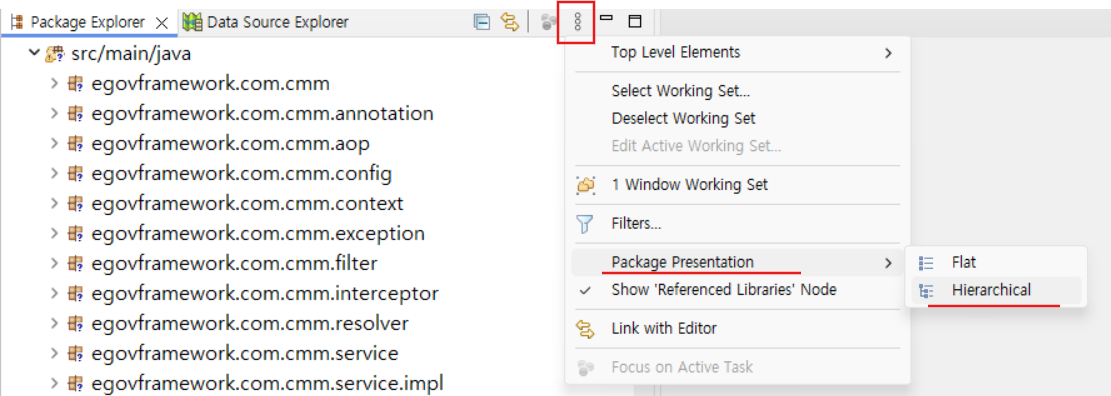 Package Explorer
Data Source Explorer
src/main/java
egovframework.com.cmm
egovframework.com.cmm.annotation
egovframework.com.cmm.aop
egovframework.com.cmm.config
egovframework.com.cmm.context
egovframework.com.cmm.exception
egovframework.com.cmm.filter
egovframework.com.cmm.interceptor
egovframework.com.cmm.resolver
egovframework.com.cmm.service
egovframework.com.cmm.service.impl
Top Level Elements
Select Working Set...
Deselect Working Set
Edit Active Working Set...
1 Window Working Set
Filters...
Package Presentation
Show 'Referenced Libraries' Node
Link with Editor
Focus on Active Task
Flat
Hierarchical